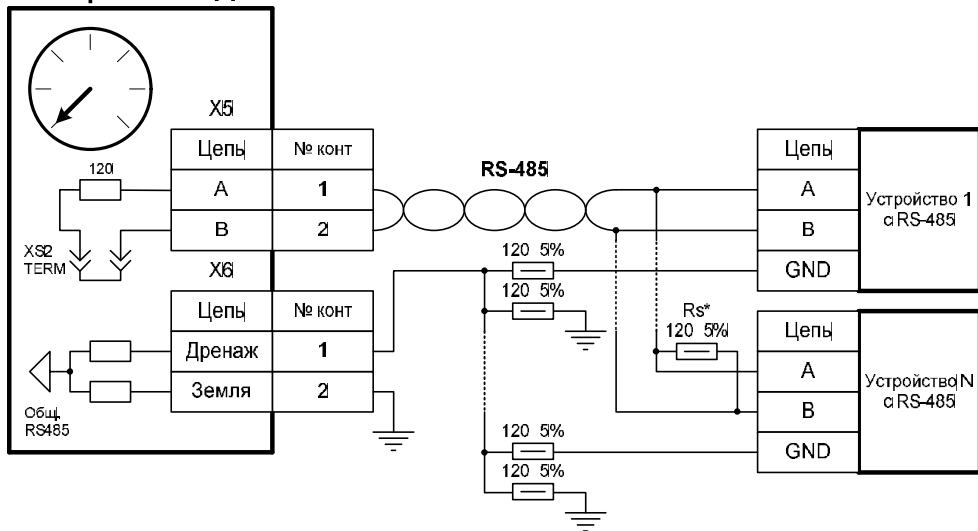 X5
Цепь № конт
120
A 1
B 2
XS2
TERM
X6
Цепь № конт
Дренаж 1
Земля 2
Общ.
RS485
RS-485
120 5%
120 5%
Rs*
120 5%
120 5%
120 5%
Цепь
A
B
GND
Устройство 1
с RS-485
Цепь
A
B
GND
Устройство N
с RS-485